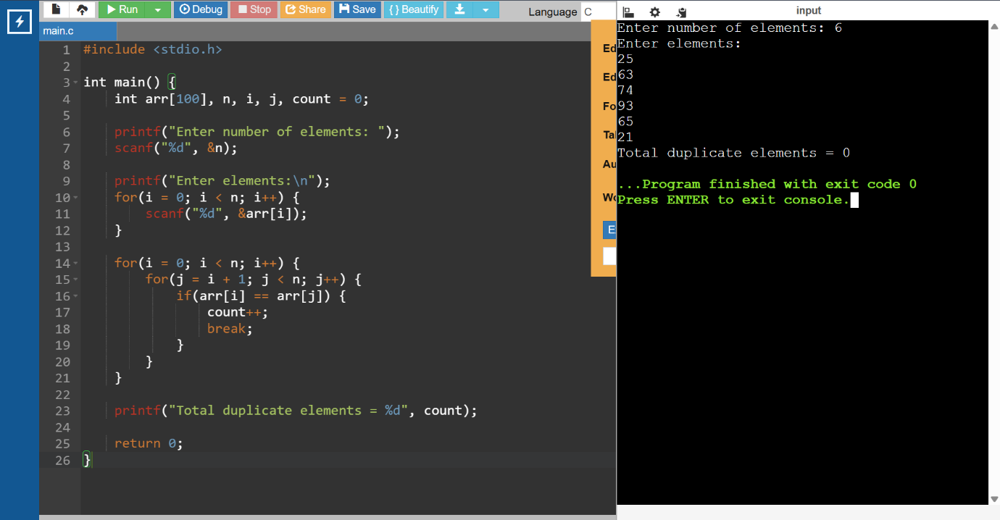 Run Debug Stop Share Save { } Beautify Language C
main.c
1 #include <stdio.h>
2
3 int main() {
4 int arr[100], n, i, j, count = 0;
5
6 printf("Enter number of elements: ");
7 scanf("%d", &n);
8
9 printf("Enter elements:\n");
10 for(i = 0; i < n; i++) {
11 scanf("%d", &arr[i]);
12 }
13
14 for(i = 0; i < n; i++) {
15 for(j = i + 1; j < n; j++) {
16 if(arr[i] == arr[j]) {
17 count++;
18 break;
19 }
20 }
21 }
22
23 printf("Total duplicate elements = %d", count);
24
25 return 0;
26 }
Ed
Ed
Fo
Ta
Au
Wo
E
input
Enter number of elements: 6
Enter elements:
25
63
74
93
65
21
Total duplicate elements = 0
...Program finished with exit code 0
Press ENTER to exit console.